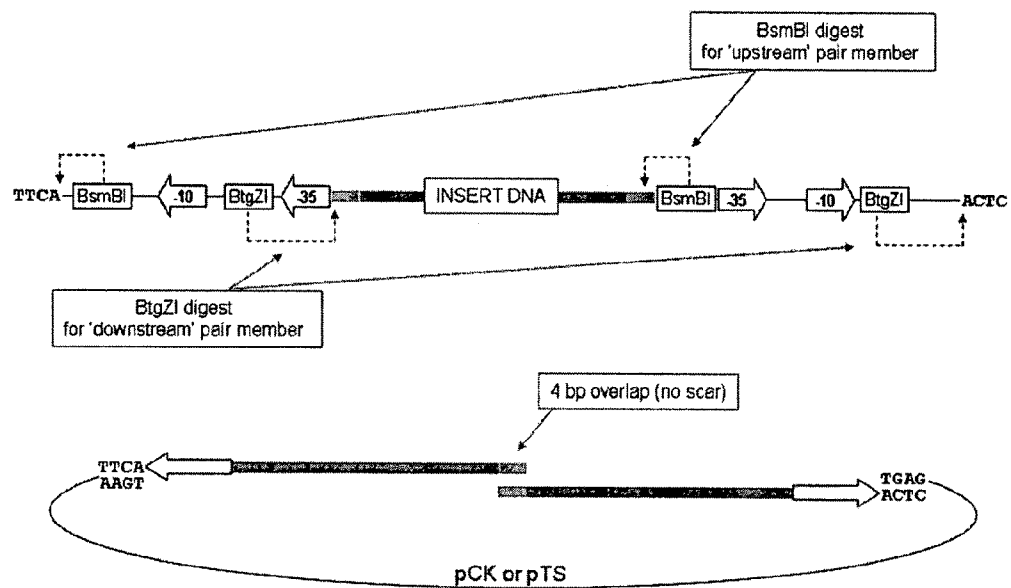 BsmBI digest
for 'upstream' pair member
TTCA
BsmBI
-10
BtgZI
-35
INSERT DNA
BsmBI
-35
-10
BtgZI
ACTC
BtgZI digest
for 'downstream' pair member
4 bp overlap (no scar)
TTCA
AAGT
TGAG
ACTC
pCK or pTS